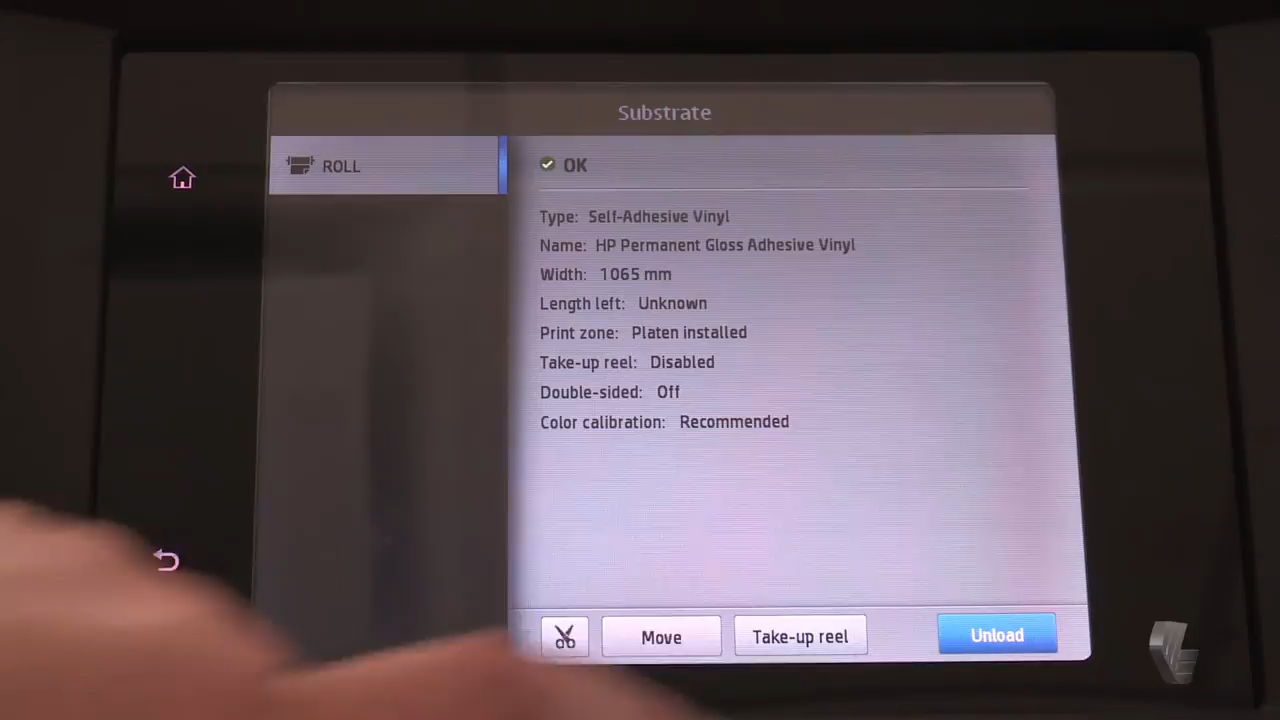 Substrate
ROLL
OK
Type: Self-Adhesive Vinyl
Name: HP Permanent Gloss Adhesive Vinyl
Width: 1065 mm
Length left: Unknown
Print zone: Platen installed
Take-up reel: Disabled
Double-sided: Off
Color calibration: Recommended
Move
Take-up reel
Unload